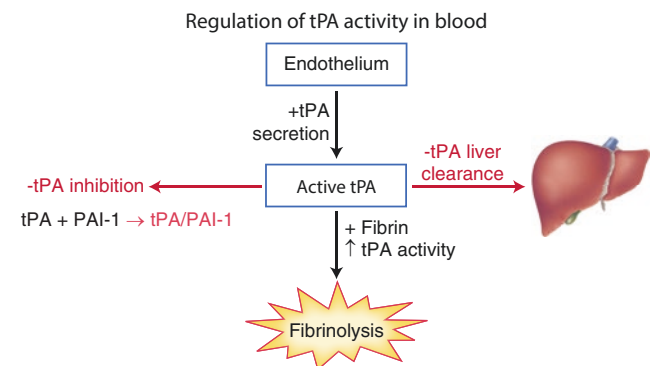 Regulation of tPA activity in blood
Endothelium
+tPA
secretion
-tPA liver
clearance
-tPA inhibition
Active tPA
tPA + PAI-1 → tPA/PAI-1
+ Fibrin
↑ tPA activity
Fibrinolysis